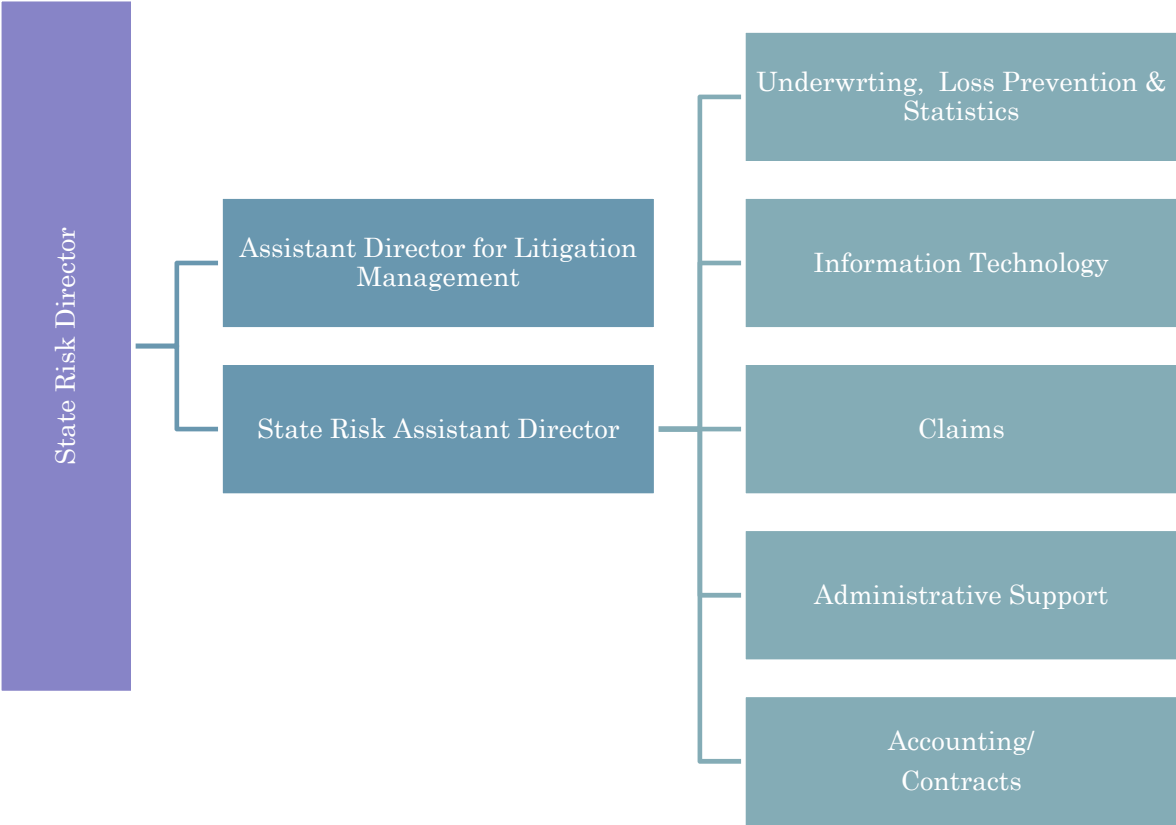 State Risk Director
Assistant Director for Litigation
Management
State Risk Assistant Director
Underwrting,  Loss Prevention &
Statistics
Information Technology
Claims
Administrative Support
Accounting/
Contracts